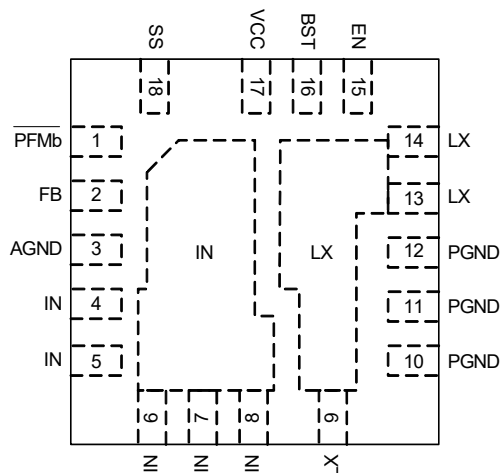 SS
VCC
BST
EN
18
17
16
15
PFMb
1
14
LX
FB
2
13
LX
AGND
3
IN
LX
12
PGND
IN
4
11
PGND
IN
5
10
PGND
6
7
8
9
IN
IN
IN
LX